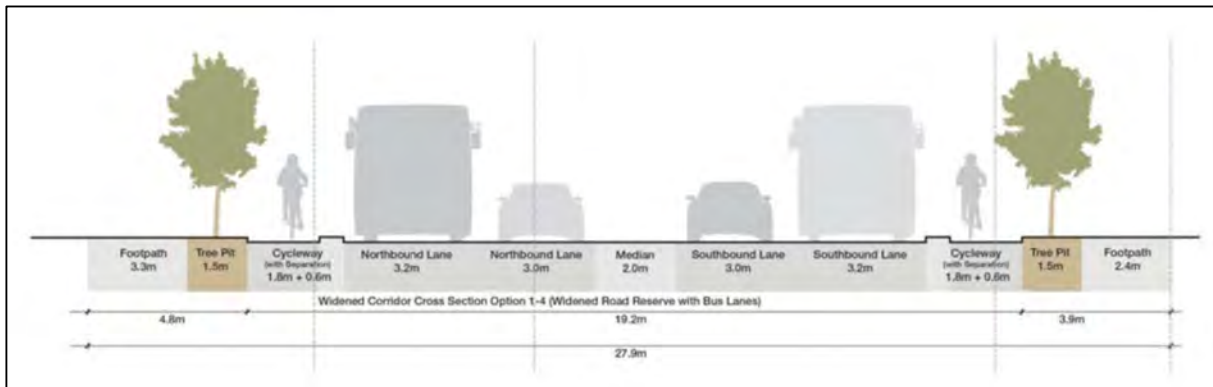 Footpath
3.3m
Tree Pit
1.5m
Cycleway
(with Separation)
1.8m + 0.6m
Northbound Lane
3.2m
Northbound Lane
3.0m
Median
2.0m
Southbound Lane
3.0m
Southbound Lane
3.2m
Cycleway
(with Separation)
1.8m + 0.6m
Tree Pit
1.5m
Footpath
2.4m
Widened Corridor Cross Section Option 1-4 (Widened Road Reserve with Bus Lanes)
4.8m
19.2m
3.9m
27.9m